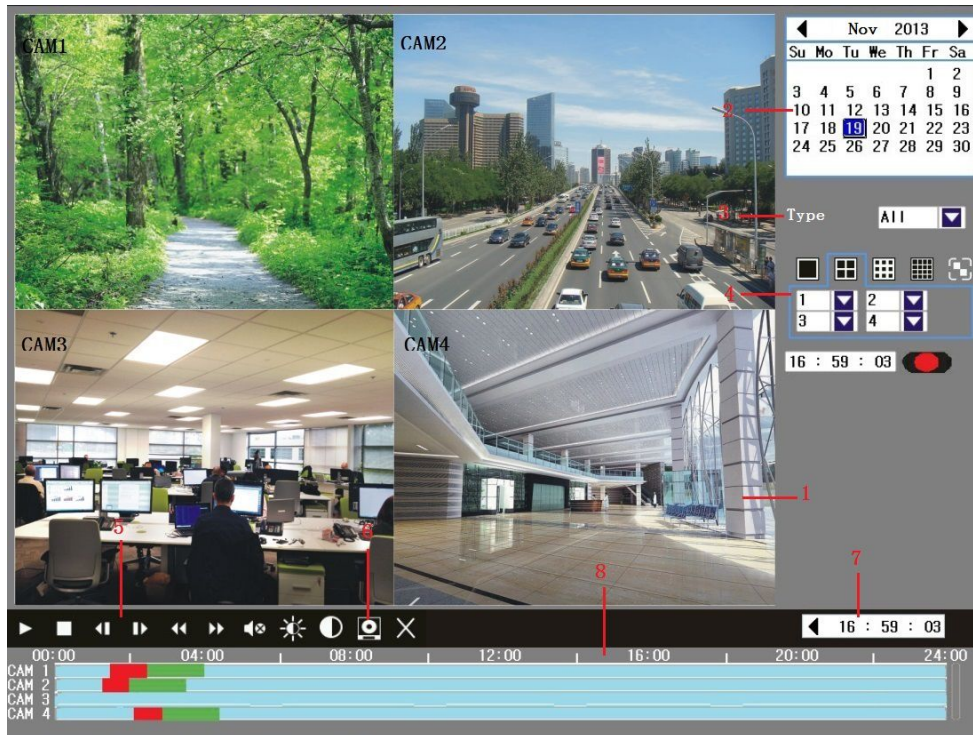 CAM1
CAM2
CAM3
CAM4
Nov 2013
Su Mo Tu We Th Fr Sa
1 2
3 4 5 6 7 8 9
10 11 12 13 14 15 16
17 18 19 20 21 22 23
24 25 26 27 28 29 30
2
3
Type All
4
1 2
3 4
16 : 59 : 03
1
5
6
8
7
16 : 59 : 03
00:00 04:00 08:00 12:00 16:00 20:00 24:00
CAM 1
CAM 2
CAM 3
CAM 4